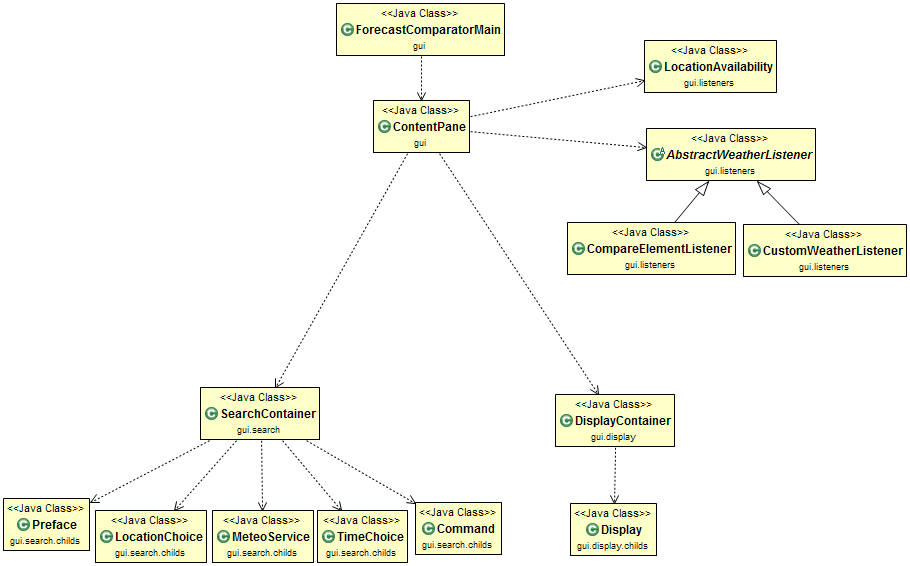 <<Java Class>>
ForecastComparatorMain
gui
<<Java Class>>
LocationAvailability
gui.listeners
<<Java Class>>
ContentPane
gui
<<Java Class>>
AbstractWeatherListener
gui.listeners
<<Java Class>>
CompareElementListener
gui.listeners
<<Java Class>>
CustomWeatherListener
gui.listeners
<<Java Class>>
SearchContainer
gui.search
<<Java Class>>
DisplayContainer
gui.display
<<Java Class>>
Preface
gui.search.childs
<<Java Class>>
LocationChoice
gui.search.childs
<<Java Class>>
MeteoService
gui.search.childs
<<Java Class>>
TimeChoice
gui.search.childs
<<Java Class>>
Command
gui.search.childs
<<Java Class>>
Display
gui.display.childs